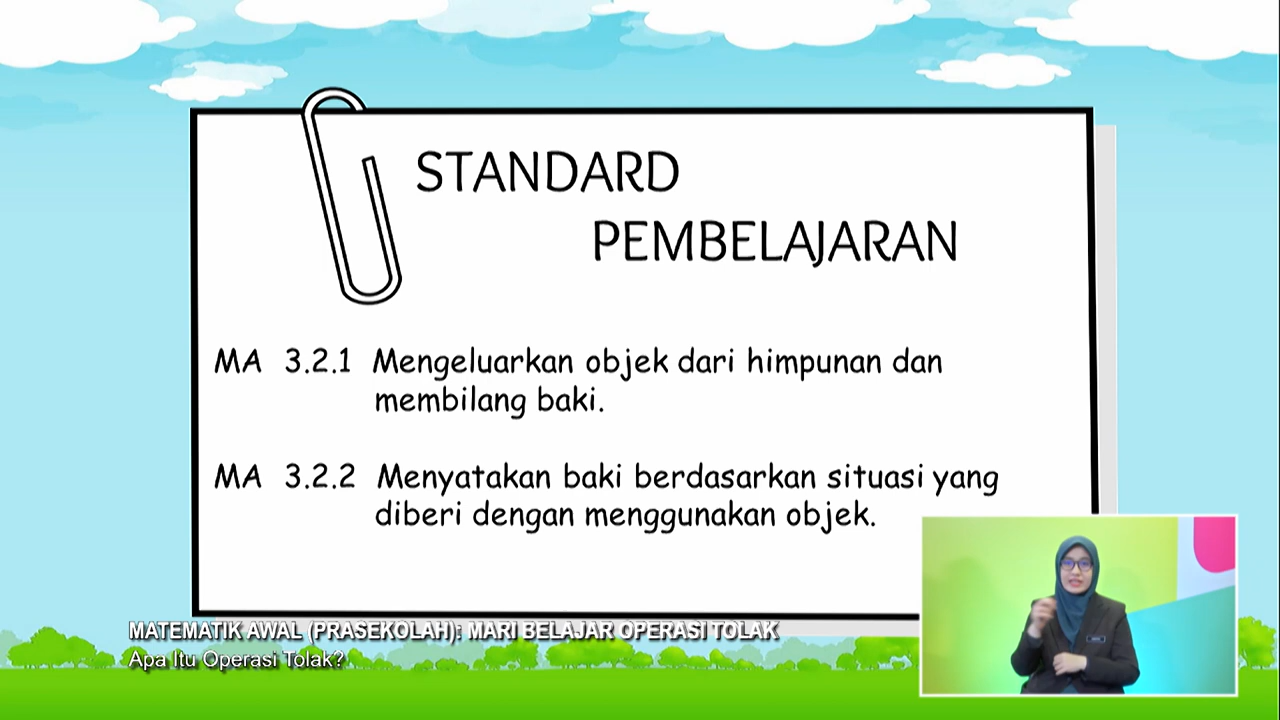 STANDARD
PEMBELAJARAN
MA 3.2.1 Mengeluarkan objek dari himpunan dan
membilang baki.
MA 3.2.2 Menyatakan baki berdasarkan situasi yang
diberi dengan menggunakan objek.
MATEMATIK AWAL (PRASEKOLAH): MARI BELAJAR OPERASI TOLAK
Apa Itu Operasi Tolak?